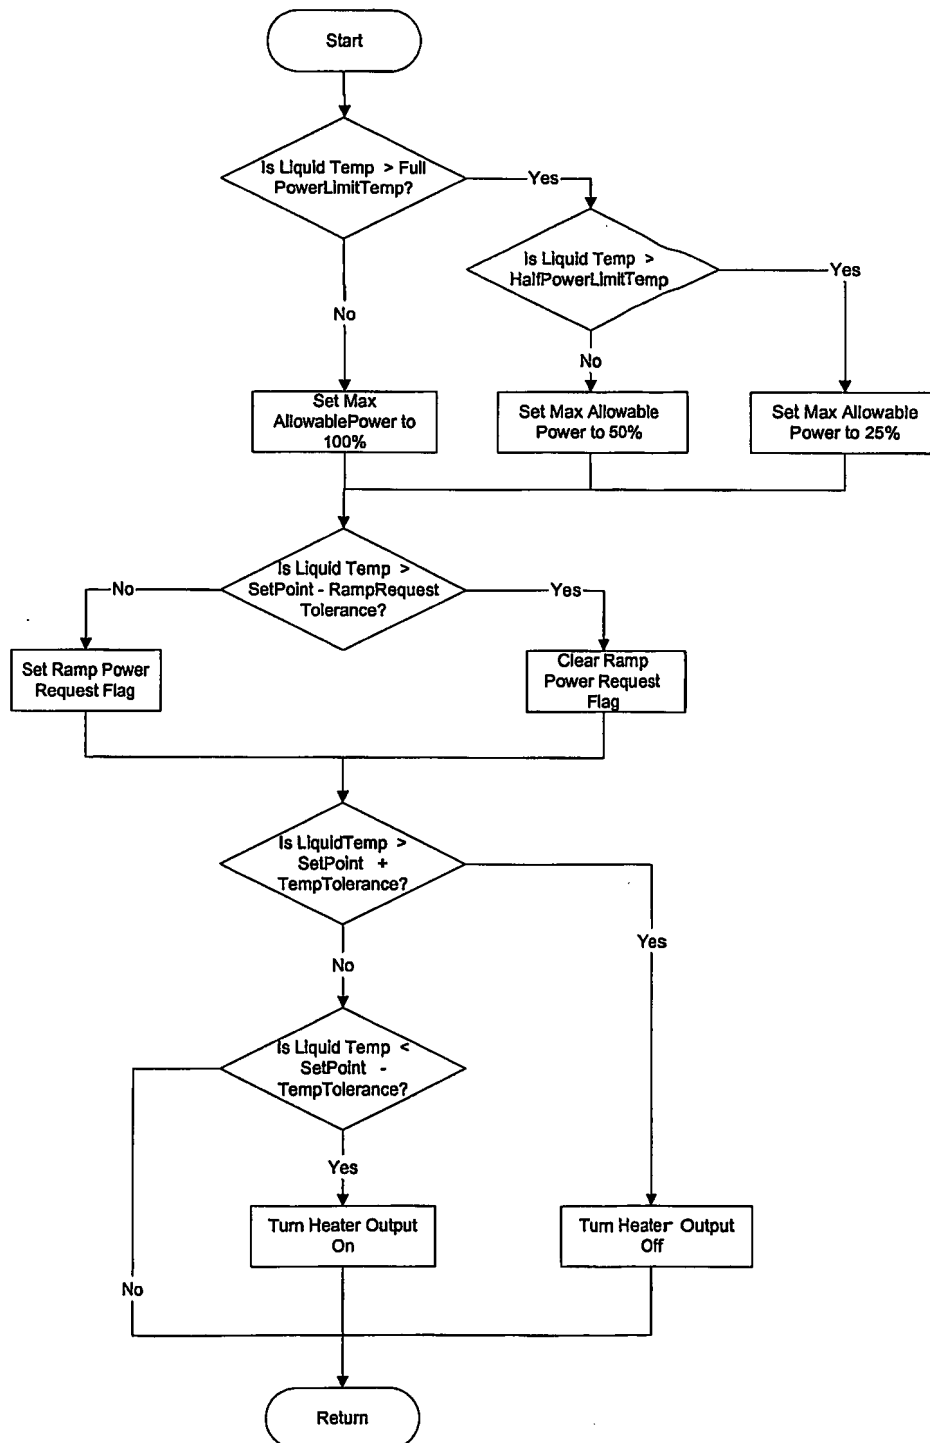 Start
Is Liquid Temp > Full
PowerLimitTemp?
Yes
Is Liquid Temp >
HalfPowerLimitTemp
Yes
No
No
Set Max
AllowablePower to
100%
Set Max Allowable
Power to 50%
Set Max Allowable
Power to 25%
Is Liquid Temp >
SetPoint - RampRequest
Tolerance?
No
Yes
Set Ramp Power
Request Flag
Clear Ramp
Power Request
Flag
Is LiquidTemp >
SetPoint +
TempTolerance?
Yes
No
Is Liquid Temp <
SetPoint -
TempTolerance?
Yes
Turn Heater Output
On
Turn Heater Output
Off
No
Return